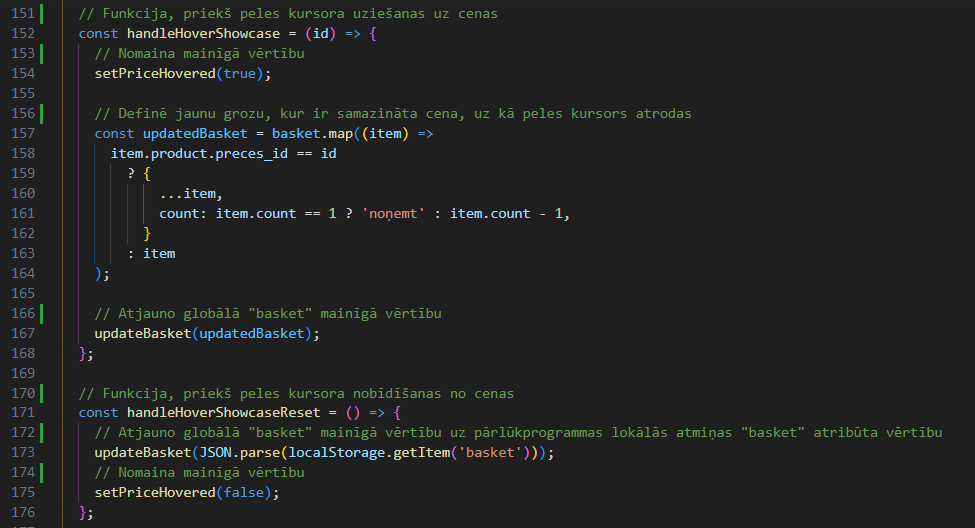 151 // Funkcija, priekš peles kursora uziešanas uz cenas
152 const handleHoverShowcase = (id) => {
153 // Nomaina mainīgā vērtību
154 setPriceHovered(true);
155
156 // Definē jaunu grozu, kur ir samazināta cena, uz kā peles kursors atrodas
157 const updatedBasket = basket.map((item) =>
158 item.product.preces_id == id
159 ? {
160 ...item,
161 count: item.count == 1 ? 'noņemt' : item.count - 1,
162 }
163 : item
164 );
165
166 // Atjauno globālā "basket" mainīgā vērtību
167 updateBasket(updatedBasket);
168 };
169
170 // Funkcija, priekš peles kursora nobīdīšanas no cenas
171 const handleHoverShowcaseReset = () => {
172 // Atjauno globālā "basket" mainīgā vērtību uz pārlūkprogrammas lokālās atmiņas "basket" atribūta vērtību
173 updateBasket(JSON.parse(localStorage.getItem('basket')));
174 // Nomaina mainīgā vērtību
175 setPriceHovered(false);
176 };